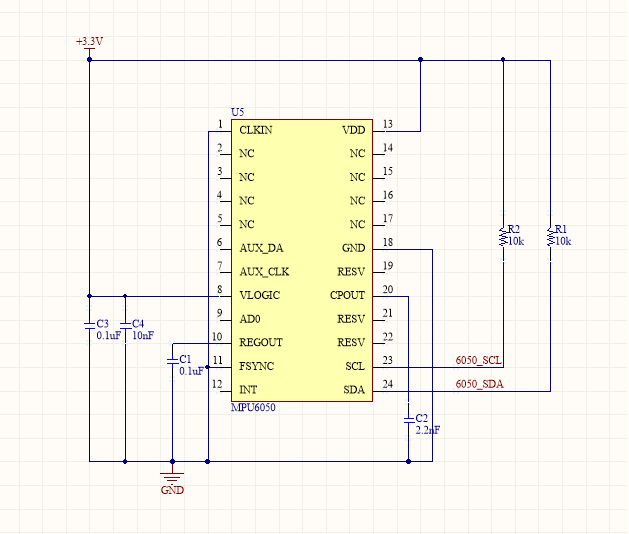 +3.3V
U5
1 CLKIN VDD 13
2 NC NC 14
3 NC NC 15
4 NC NC 16
5 NC NC 17
6 AUX_DA GND 18
7 AUX_CLK RESV 19
8 VLOGIC CPOUT 20
9 AD0 RESV 21
10 REGOUT RESV 22
11 FSYNC SCL 23
12 INT SDA 24
MPU6050
R2
10k
R1
10k
C3
0.1uF
C4
10nF
C1
0.1uF
6050_SCL
6050_SDA
C2
2.2nF
GND